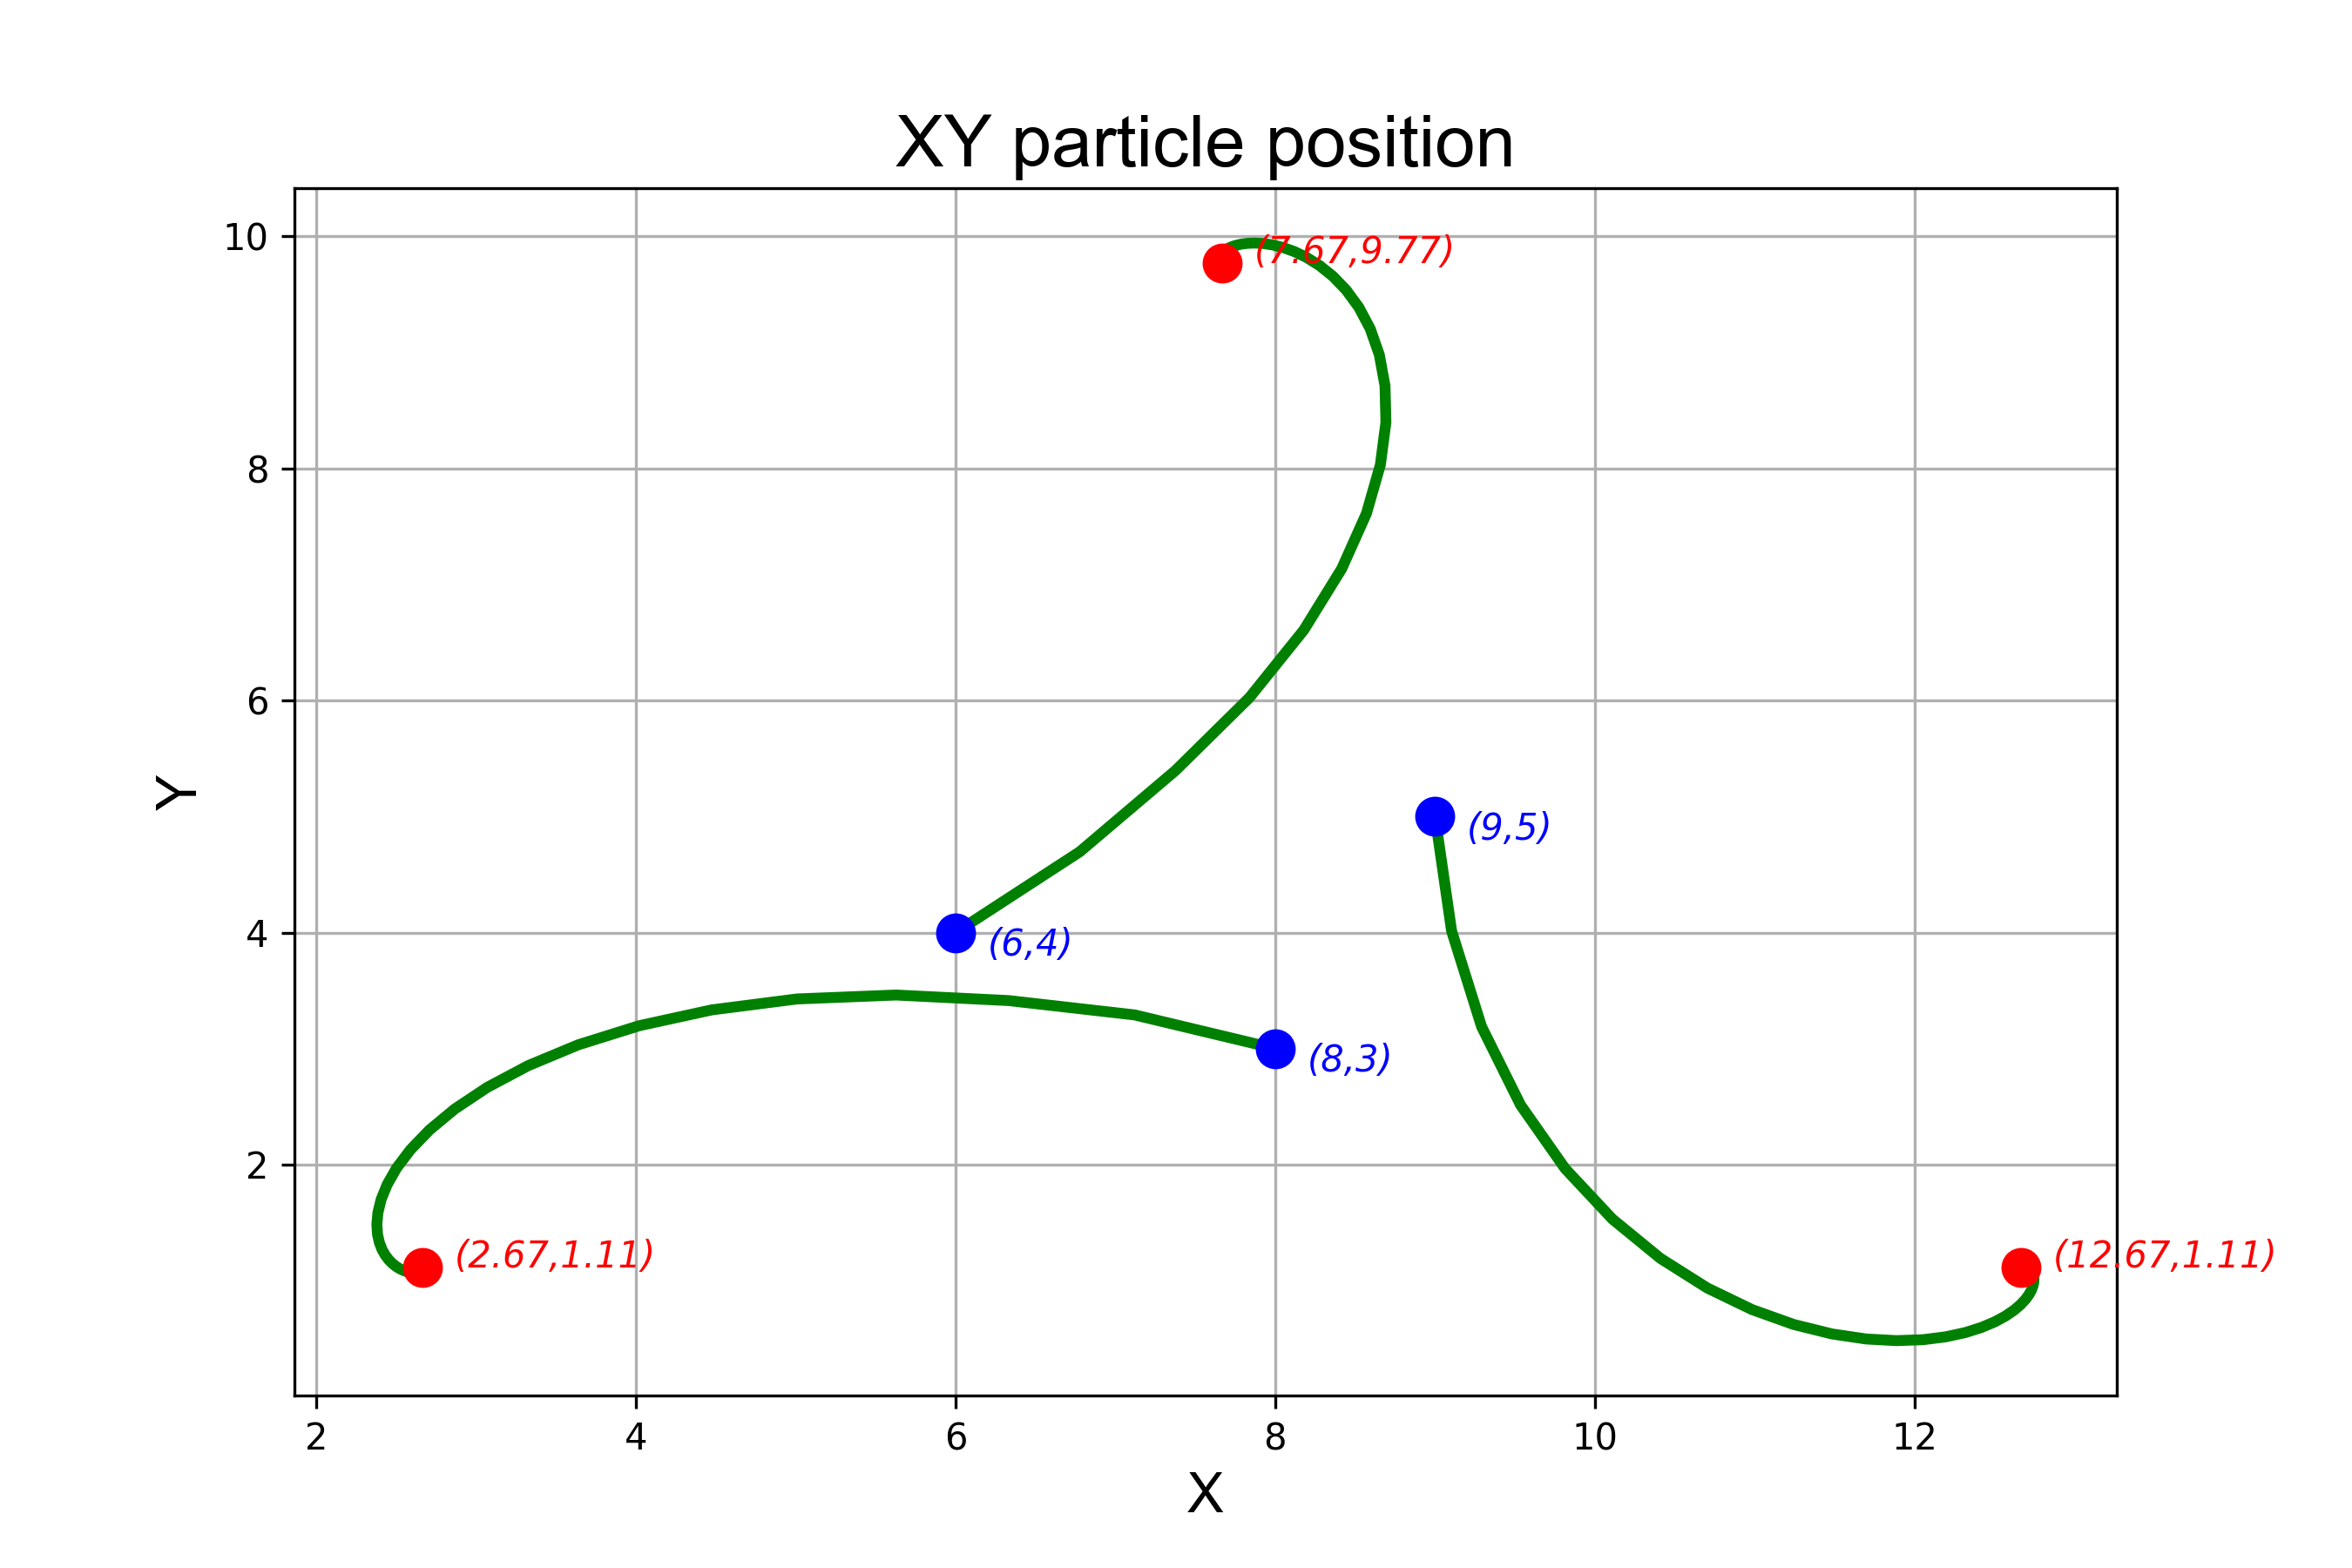 XY particle position
10
(7.67,9.77)
8
6
Y
(9,5)
4
(6,4)
(8,3)
2
(2.67,1.11)
(12.67,1.11)
2 4 6 8 10 12
X